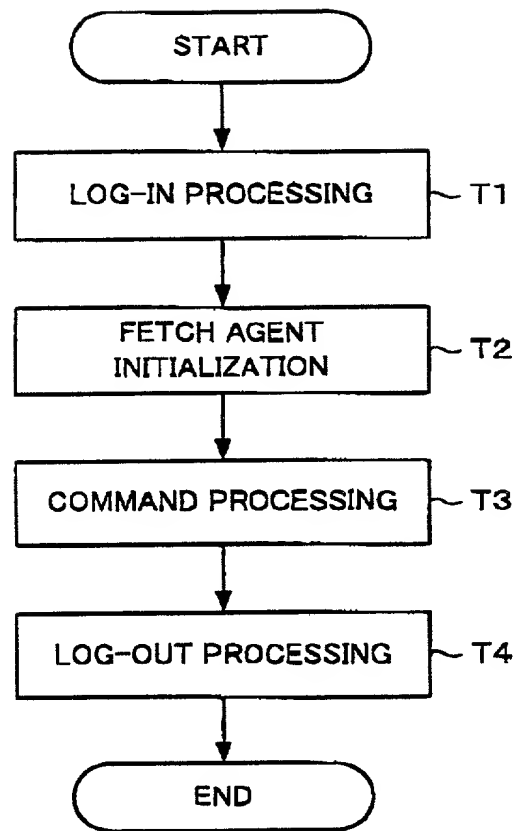 START
LOG-IN PROCESSING
T1
FETCH AGENT
INITIALIZATION
T2
COMMAND PROCESSING
T3
LOG-OUT PROCESSING
T4
END